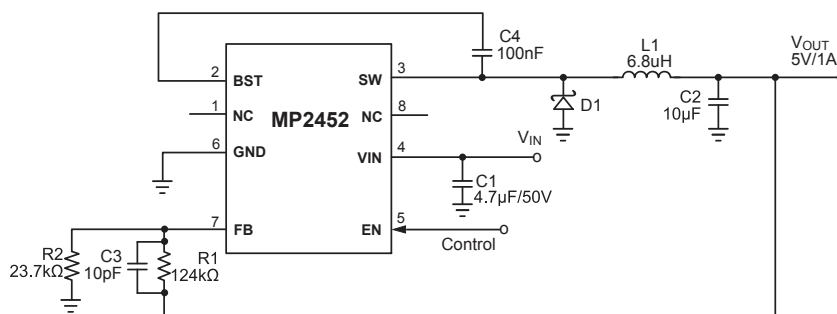 C4
100nF
L1
6.8uH
VOUT
5V/1A
2
BST
SW
3
1
NC
MP2452
NC
8
D1
C2
10µF
6
GND
VIN
4
VIN
C1
4.7µF/50V
7
FB
EN
5
Control
R2
23.7kΩ
C3
10pF
R1
124kΩ